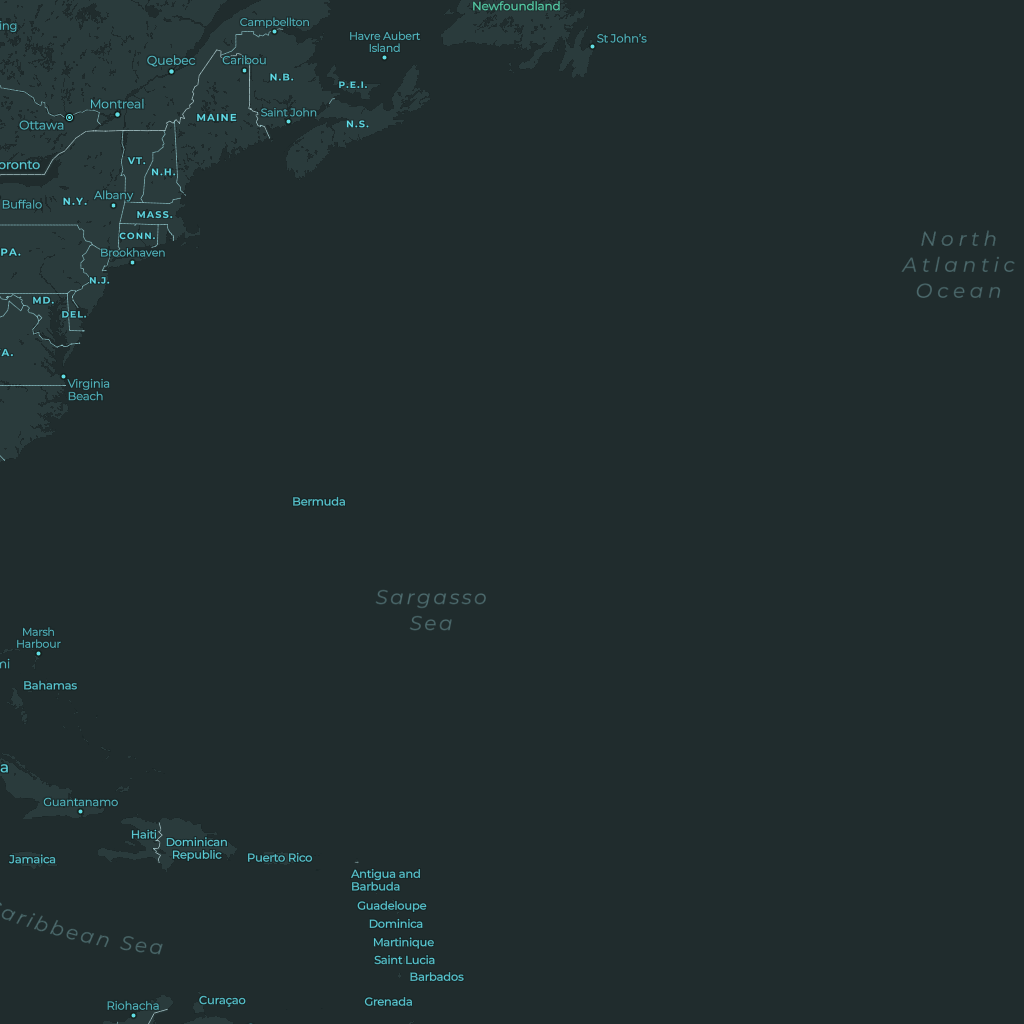 Newfoundland
Campbellton
ing
St John's
Havre Aubert
Island
Quebec
Caribou
N.B.
P.E.I.
Montreal
Saint John
MAINE
Ottawa
N.S.
VT.
oronto
N.H.
Albany
N.Y.
Buffalo
MASS.
CONN.
North
Atlantic
Ocean
PA.
Brookhaven
N.J.
MD.
DEL.
A.
Virginia
Beach
Bermuda
Sargasso
Sea
Marsh
Harbour
mi
Bahamas
a
Guantanamo
Haiti
Dominican
Republic
Jamaica
Puerto Rico
Antigua and
Barbuda
Guadeloupe
Dominica
Caribbean Sea
Martinique
Saint Lucia
Barbados
Curaçao
Grenada
Riohacha